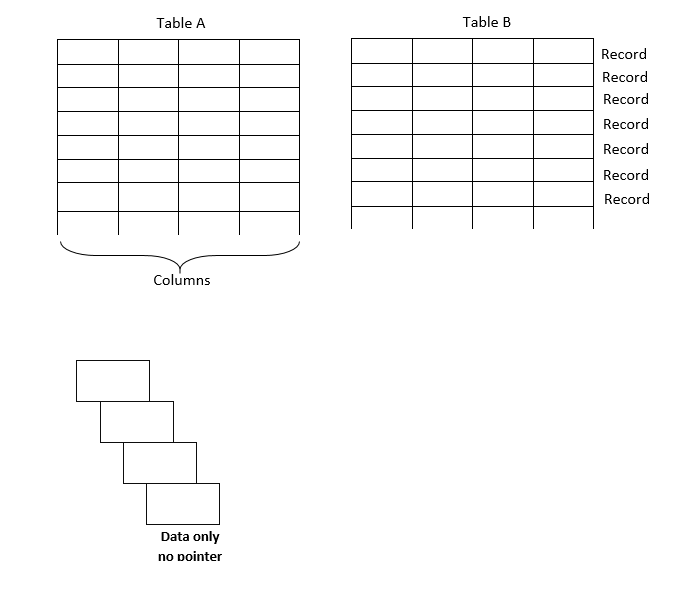 Table A
Table B
Record
Record
Record
Record
Record
Record
Record
Columns
Data only
no pointer